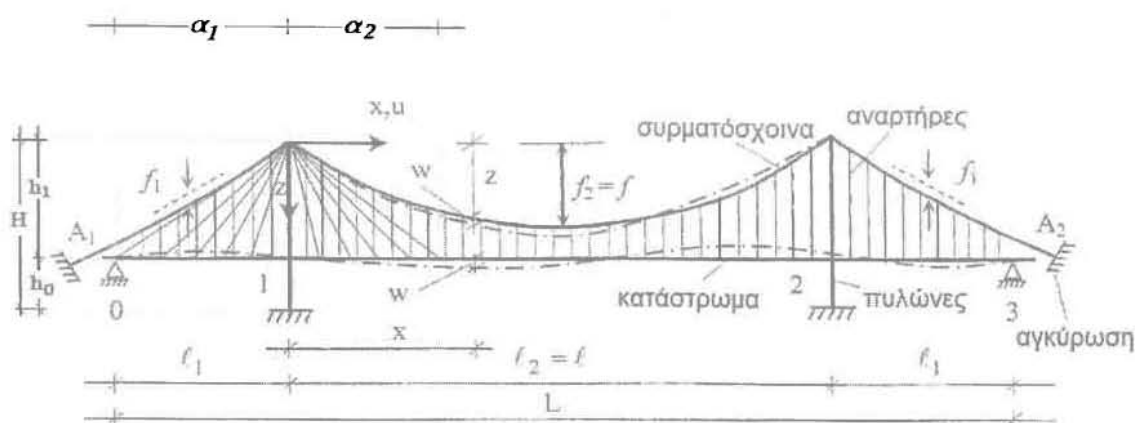 α₁ α₂
x,u
συρματόσχοινα
αναρτήρες
f₁
w
z
z
f₂ = f
h₁
H
A₁
A₂
h₀
0
1
w
κατάστρωμα
2
πυλώνες
3
αγκύρωση
x
ℓ₁
ℓ₂ = ℓ
ℓ₁
L